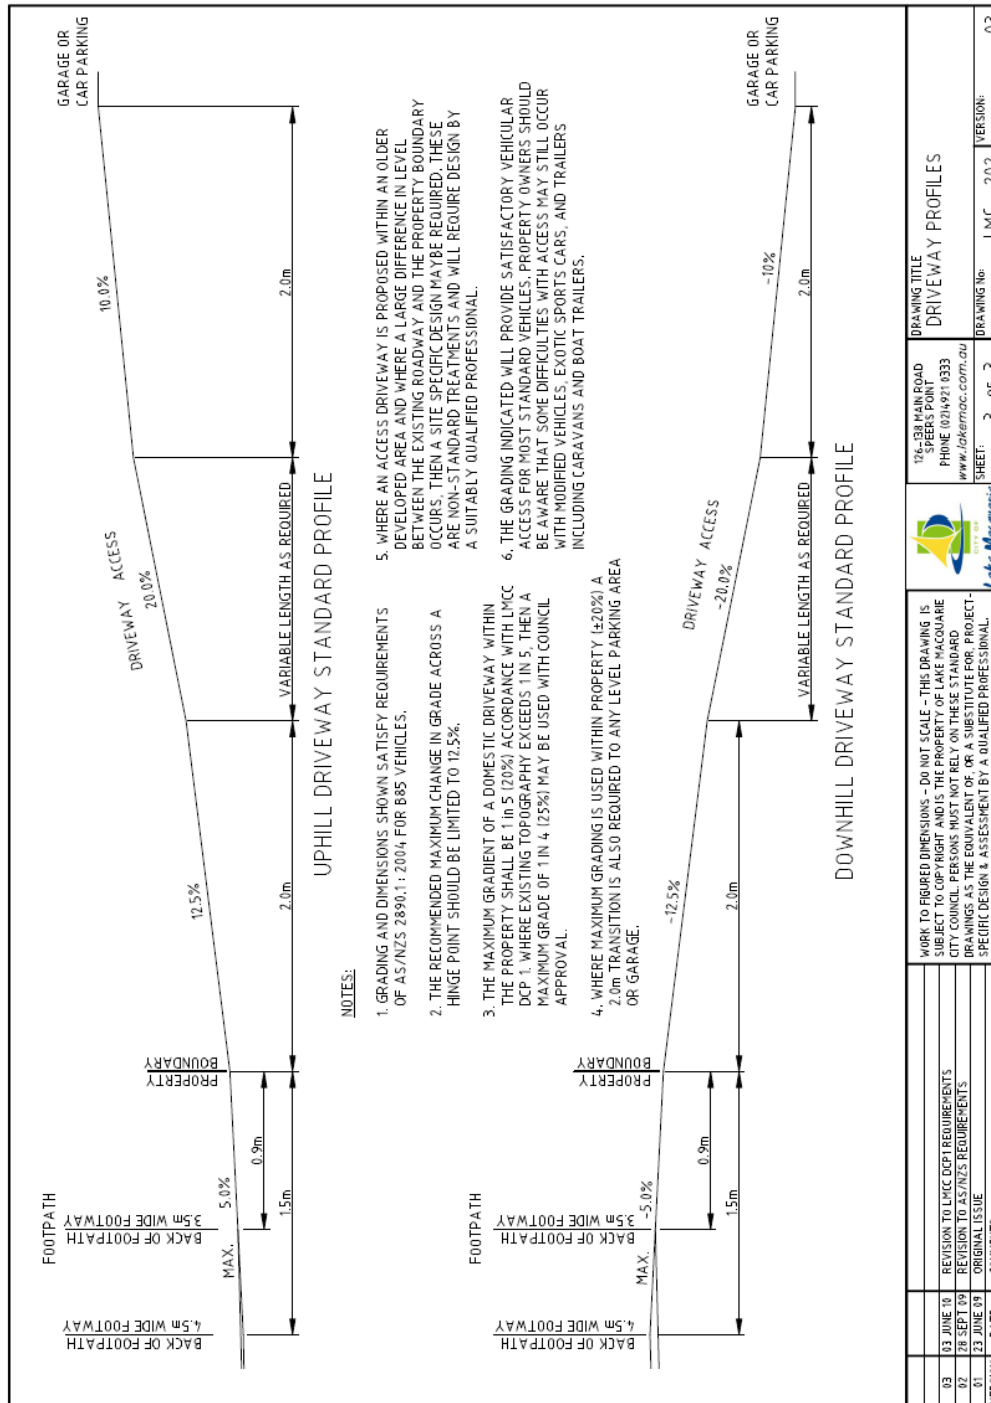 FOOTPATH
BACK OF FOOTPATH
4.5m WIDE FOOTWAY
BACK OF FOOTPATH
3.5m WIDE FOOTWAY
MAX.
5.0%
0.9m
1.5m
PROPERTY
BOUNDARY
12.5%
2.0m
DRIVEWAY ACCESS
20.0%
VARIABLE LENGTH AS REQUIRED
10.0%
2.0m
GARAGE OR
CAR PARKING
UPHILL DRIVEWAY STANDARD PROFILE
NOTES:
1. GRADING AND DIMENSIONS SHOWN SATISFY REQUIREMENTS
OF AS/NZS 2890.1 : 2004 FOR B85 VEHICLES.
2. THE RECOMMENDED MAXIMUM CHANGE IN GRADE ACROSS A
HINGE POINT SHOULD BE LIMITED TO 12.5%.
3. THE MAXIMUM GRADIENT OF A DOMESTIC DRIVEWAY WITHIN
THE PROPERTY SHALL BE 1 in 5 (20%) ACCORDANCE WITH LMCC
DCP 1. WHERE EXISTING TOPOGRAPHY EXCEEDS 1 IN 5, THEN A
MAXIMUM GRADE OF 1 IN 4 (25%) MAY BE USED WITH COUNCIL
APPROVAL.
4. WHERE MAXIMUM GRADING IS USED WITHIN PROPERTY (±20%) A
2.0m TRANSITION IS ALSO REQUIRED TO ANY LEVEL PARKING AREA
OR GARAGE.
5. WHERE AN ACCESS DRIVEWAY IS PROPOSED WITHIN AN OLDER
DEVELOPED AREA AND WHERE A LARGE DIFFERENCE IN LEVEL
BETWEEN THE EXISTING ROADWAY AND THE PROPERTY BOUNDARY
OCCURS, THEN A SITE SPECIFIC DESIGN MAYBE REQUIRED. THESE
ARE NON-STANDARD TREATMENTS AND WILL REQUIRE DESIGN BY
A SUITABLY QUALIFIED PROFESSIONAL.
6. THE GRADING INDICATED WILL PROVIDE SATISFACTORY VEHICULAR
ACCESS FOR MOST STANDARD VEHICLES. PROPERTY OWNERS SHOULD
BE AWARE THAT SOME DIFFICULTIES WITH ACCESS MAY STILL OCCUR
WITH MODIFIED VEHICLES, EXOTIC SPORTS CARS, AND TRAILERS
INCLUDING CARAVANS AND BOAT TRAILERS.
FOOTPATH
BACK OF FOOTPATH
4.5m WIDE FOOTWAY
BACK OF FOOTPATH
3.5m WIDE FOOTWAY
MAX.
-5.0%
0.9m
1.5m
PROPERTY
BOUNDARY
-12.5%
2.0m
DRIVEWAY ACCESS
-20.0%
VARIABLE LENGTH AS REQUIRED
-10%
2.0m
GARAGE OR
CAR PARKING
DOWNHILL DRIVEWAY STANDARD PROFILE
03 03 JUNE 10 REVISION TO LMCC DCP1 REQUIREMENTS
02 28 SEPT 09 REVISION TO AS/NZS REQUIREMENTS
01 23 JUNE 09 ORIGINAL ISSUE
WORK TO FIGURED DIMENSIONS - DO NOT SCALE - THIS DRAWING IS
SUBJECT TO COPYRIGHT AND IS THE PROPERTY OF LAKE MACQUARIE
CITY COUNCIL. PERSONS MUST NOT RELY ON THESE STANDARD
DRAWINGS AS THE EQUIVALENT OF, OR A SUBSTITUTE FOR, PROJECT-
SPECIFIC DESIGN & ASSESSMENT BY A QUALIFIED PROFESSIONAL.
CITY OF
Lake Macquarie
126-138 MAIN ROAD
SPEERS POINT
PHONE (02)4921 0333
www.lakemac.com.au
SHEET:
DRAWING TITLE
DRIVEWAY PROFILES
DRAWING No:
VERSION: